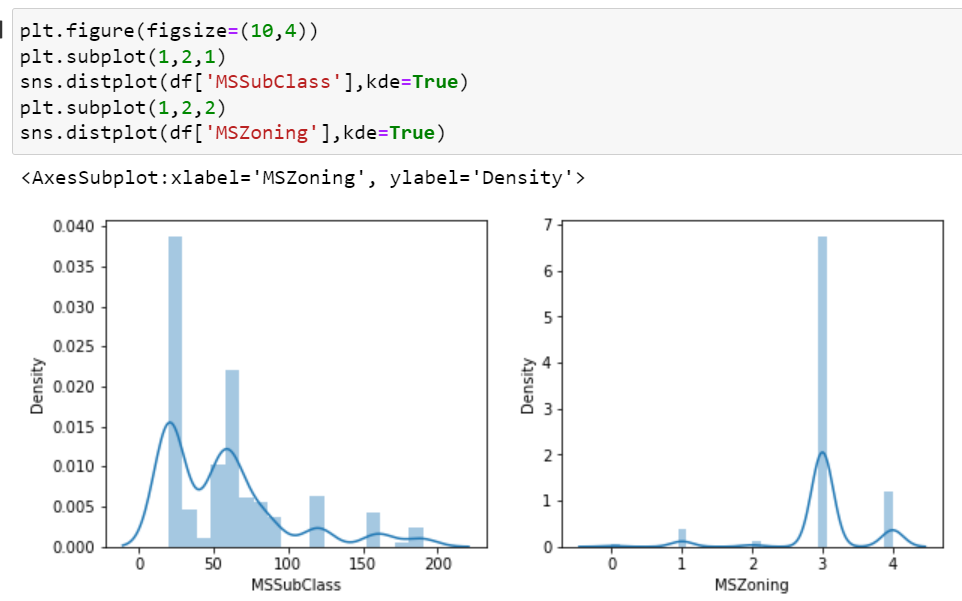 plt.figure(figsize=(10,4))
plt.subplot(1,2,1)
sns.distplot(df['MSSubClass'],kde=True)
plt.subplot(1,2,2)
sns.distplot(df['MSZoning'],kde=True)
<AxesSubplot:xlabel='MSZoning', ylabel='Density'>
0.040
0.035
0.030
0.025
0.020
0.015
0.010
0.005
0.000
Density
0 50 100 150 200
MSSubClass
7
6
5
4
3
2
1
0
Density
0 1 2 3 4
MSZoning